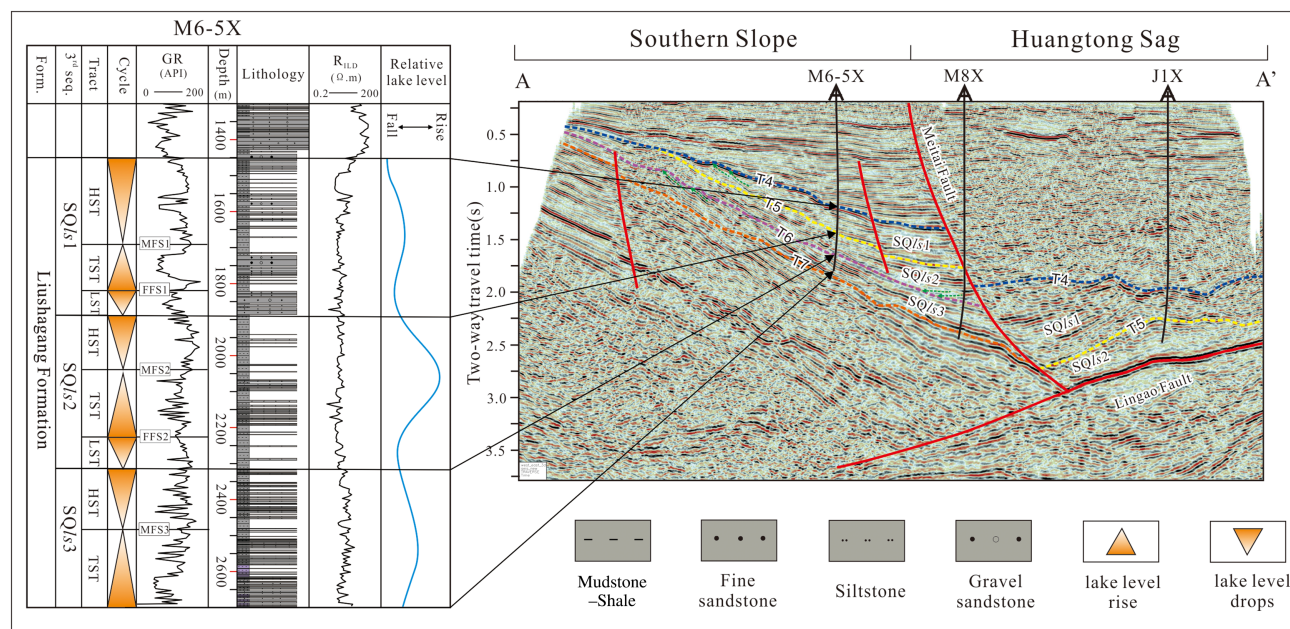 M6-5X
Form.
3rd seq.
Tract
Cycle
GR
(API)
0 200
Depth
(m)
Lithology
RILD
(Ω.m)
0.2 200
Relative
lake level
Fall
Rise
Liushagang Formation
SQls1
SQls2
SQls3
HST
TST
LST
HST
TST
LST
HST
TST
MFS1
FFS1
MFS2
FFS2
MFS3
1400
1600
1800
2000
2200
2400
2600
Southern Slope
Huangtong Sag
A
M6-5X
M8X
J1X
A'
Two-way travel time(s)
0.5
1.0
1.5
2.0
2.5
3.0
3.5
Meitai Fault
T4
T5
T6
T7
SQls1
SQls2
SQls3
T4
SQls1
T5
SQls2
Lingao Fault
Mudstone
–Shale
Fine
sandstone
Siltstone
Gravel
sandstone
lake level
rise
lake level
drops